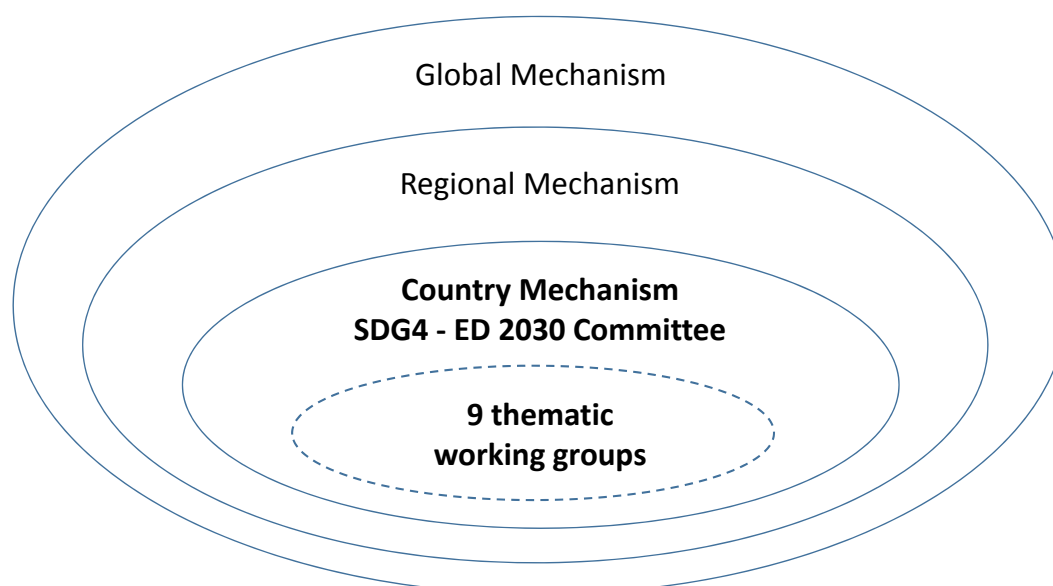 Global Mechanism
Regional Mechanism
Country Mechanism
SDG4 - ED 2030 Committee
9 thematic
working groups